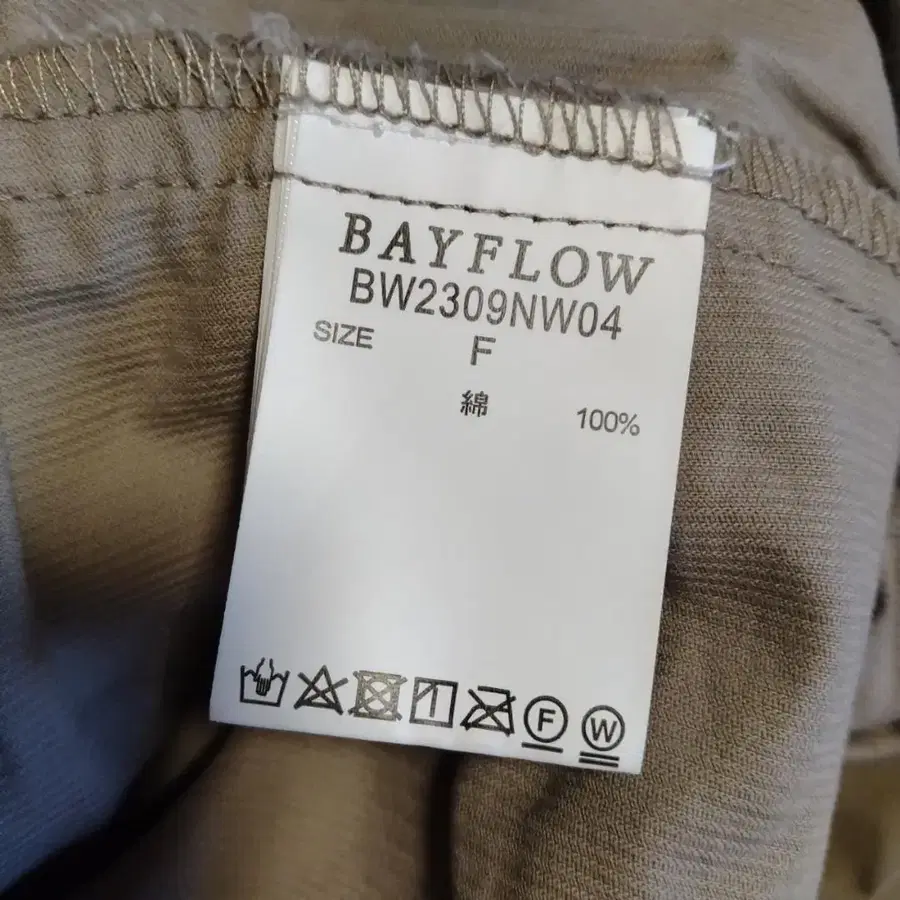 BAYFLOW
BW2309NW04
SIZE F
綿 100%
F W